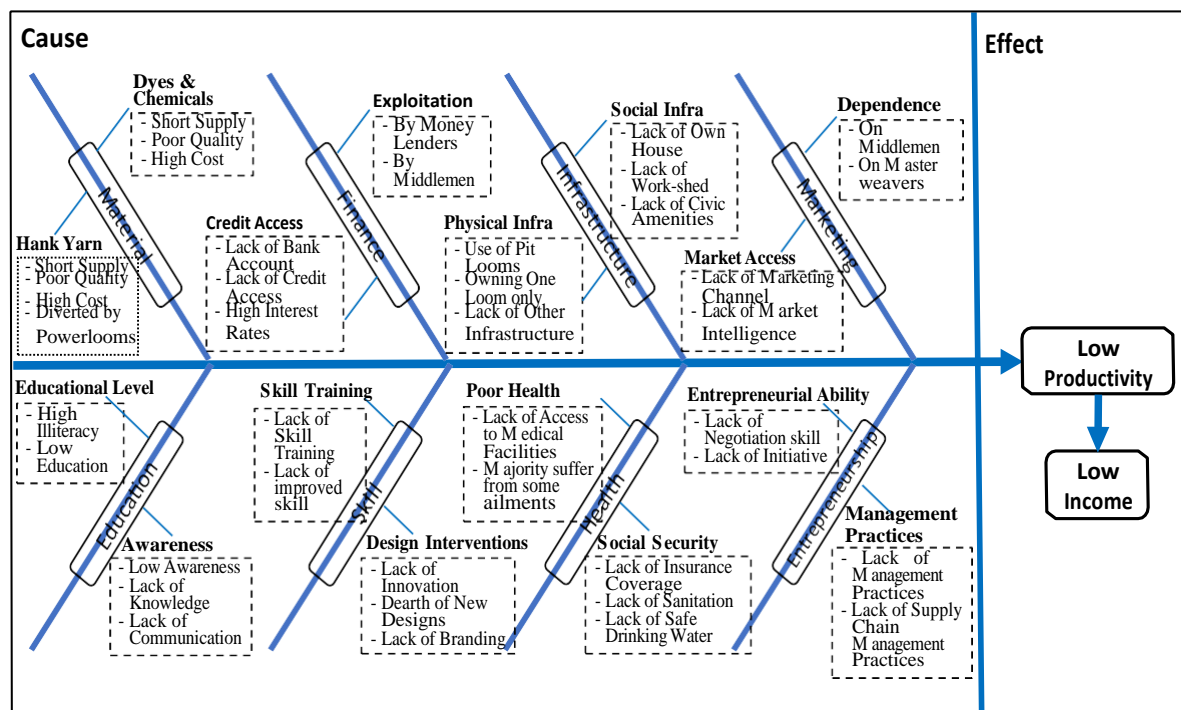 Cause
Effect
Dyes &
Chemicals
- Short Supply
- Poor Quality
- High Cost
Material
Hank Yarn
- Short Supply
- Poor Quality
- High Cost
- Diverted by
Powerlooms
Exploitation
- By Money
Lenders
- By
Middlemen
Finance
Credit Access
- Lack of Bank
Account
- Lack of Credit
Access
- High Interest
Rates
Social Infra
- Lack of Own
House
- Lack of
Work-shed
- Lack of Civic
Amenities
Infrastructure
Physical Infra
- Use of Pit
Looms
- Owning One
Loom only
- Lack of Other
Infrastructure
Dependence
- On
Middlemen
- On Master
weavers
Marketing
Market Access
- Lack of Marketing
Channel
- Lack of Market
Intelligence
Low
Productivity
Low
Income
Educational Level
- High
Illiteracy
- Low
Education
Education
Awareness
- Low Awareness
- Lack of
Knowledge
- Lack of
Communication
Skill Training
- Lack of
Skill
Training
- Lack of
improved
skill
Skill
Design Interventions
- Lack of
Innovation
- Dearth of New
Designs
- Lack of Branding
Poor Health
- Lack of Access
to Medical
Facilities
- Majority suffer
from some
ailments
Health
Social Security
- Lack of Insurance
Coverage
- Lack of Sanitation
- Lack of Safe
Drinking Water
Entrepreneurial Ability
- Lack of
Negotiation skill
- Lack of Initiative
Entrepreneurship
Management
Practices
- Lack of
Management
Practices
- Lack of Supply
Chain
Management
Practices